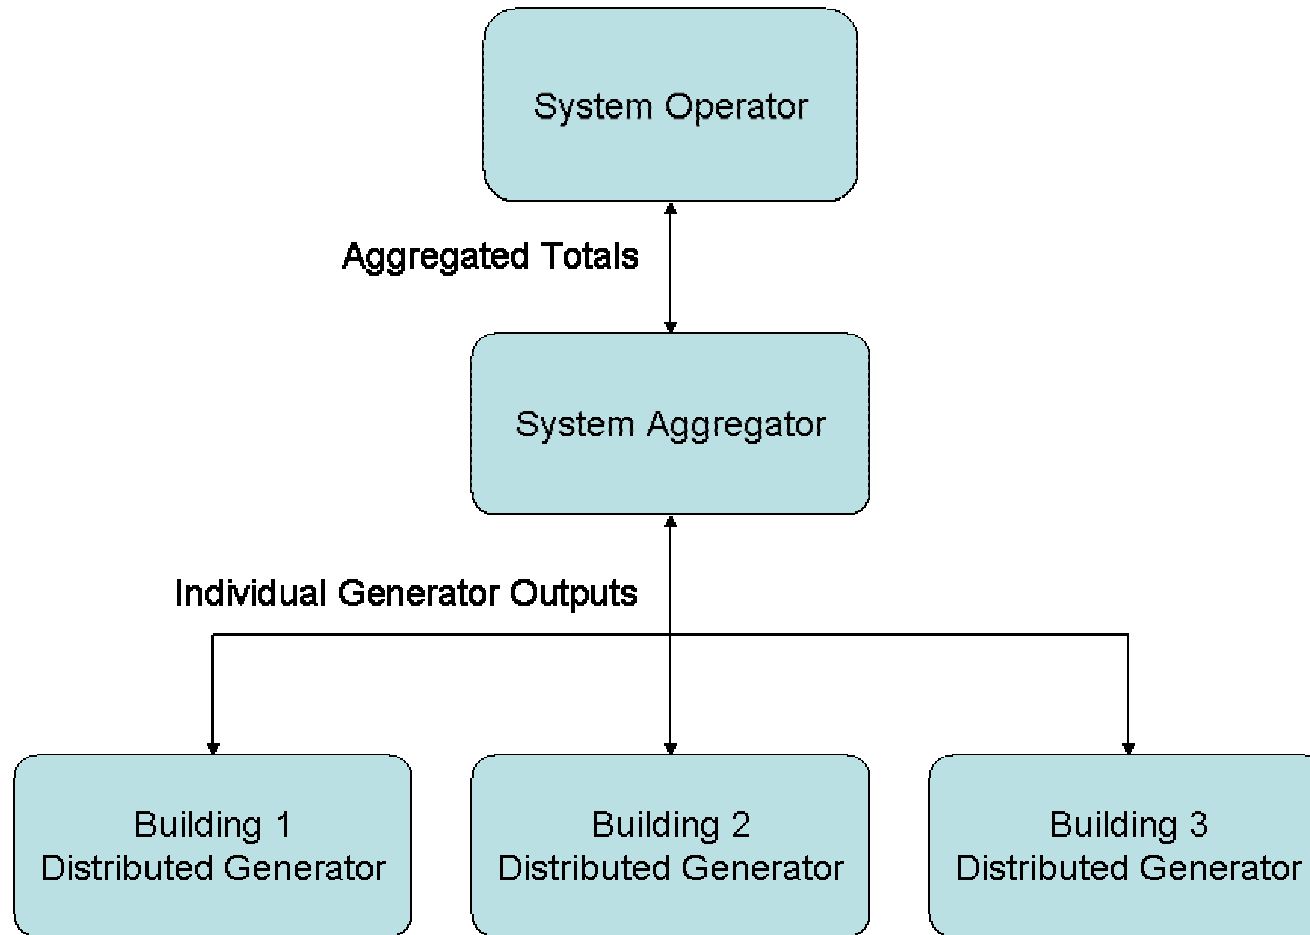 System Operator
Aggregated Totals
System Aggregator
Individual Generator Outputs
Building 1
Distributed Generator
Building 2
Distributed Generator
Building 3
Distributed Generator